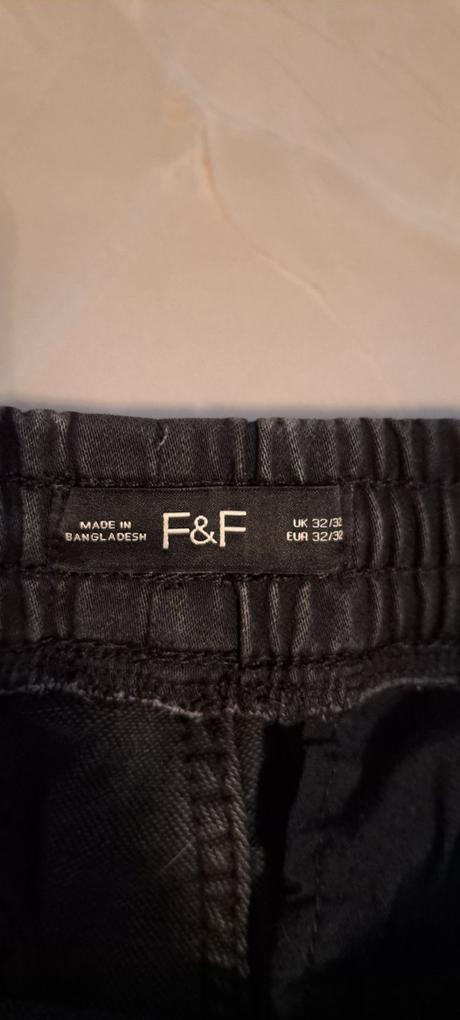 MADE IN
BANGLADESH
F&F
UK 32/32
EUR 32/32